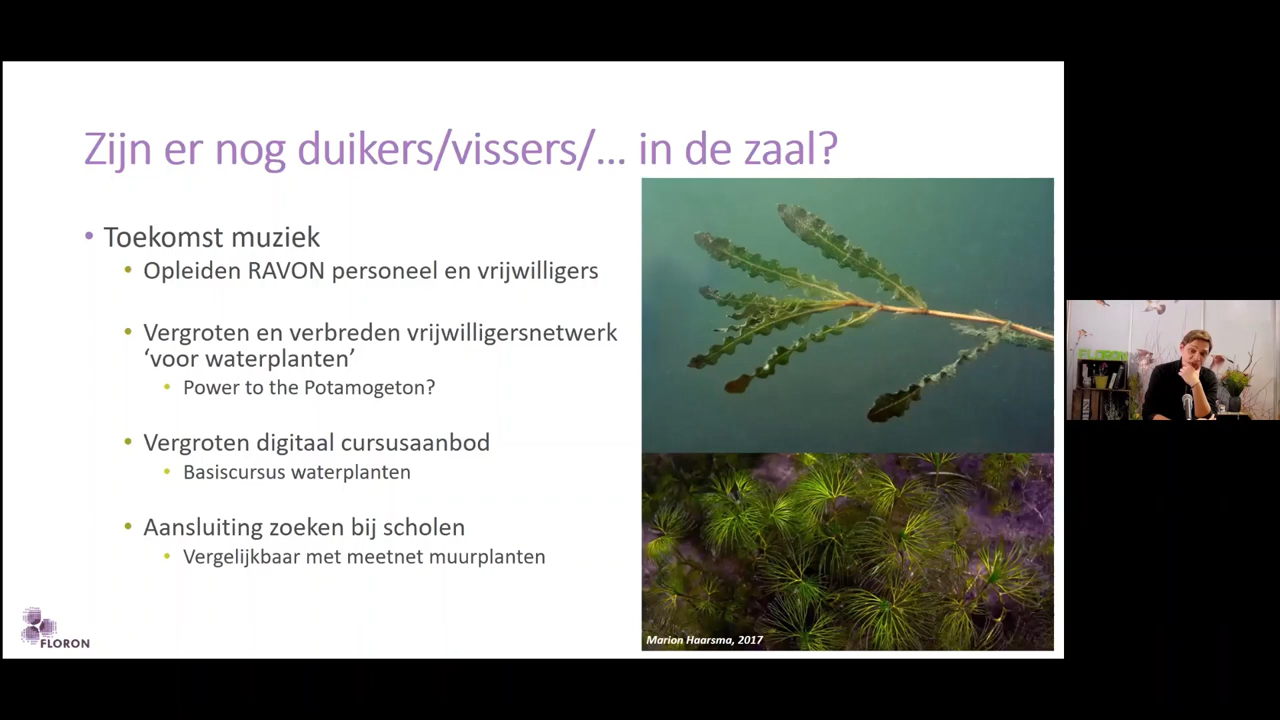 Zijn er nog duikers/vissers/... in de zaal?
• Toekomst muziek
• Opleiden RAVON personeel en vrijwilligers
• Vergroten en verbreden vrijwilligersnetwerk
‘voor waterplanten’
• Power to the Potamogeton?
• Vergroten digitaal cursusaanbod
• Basiscursus waterplanten
• Aansluiting zoeken bij scholen
• Vergelijkbaar met meetnet muurplanten
Marion Haarsma, 2017
FLORON
FLORON